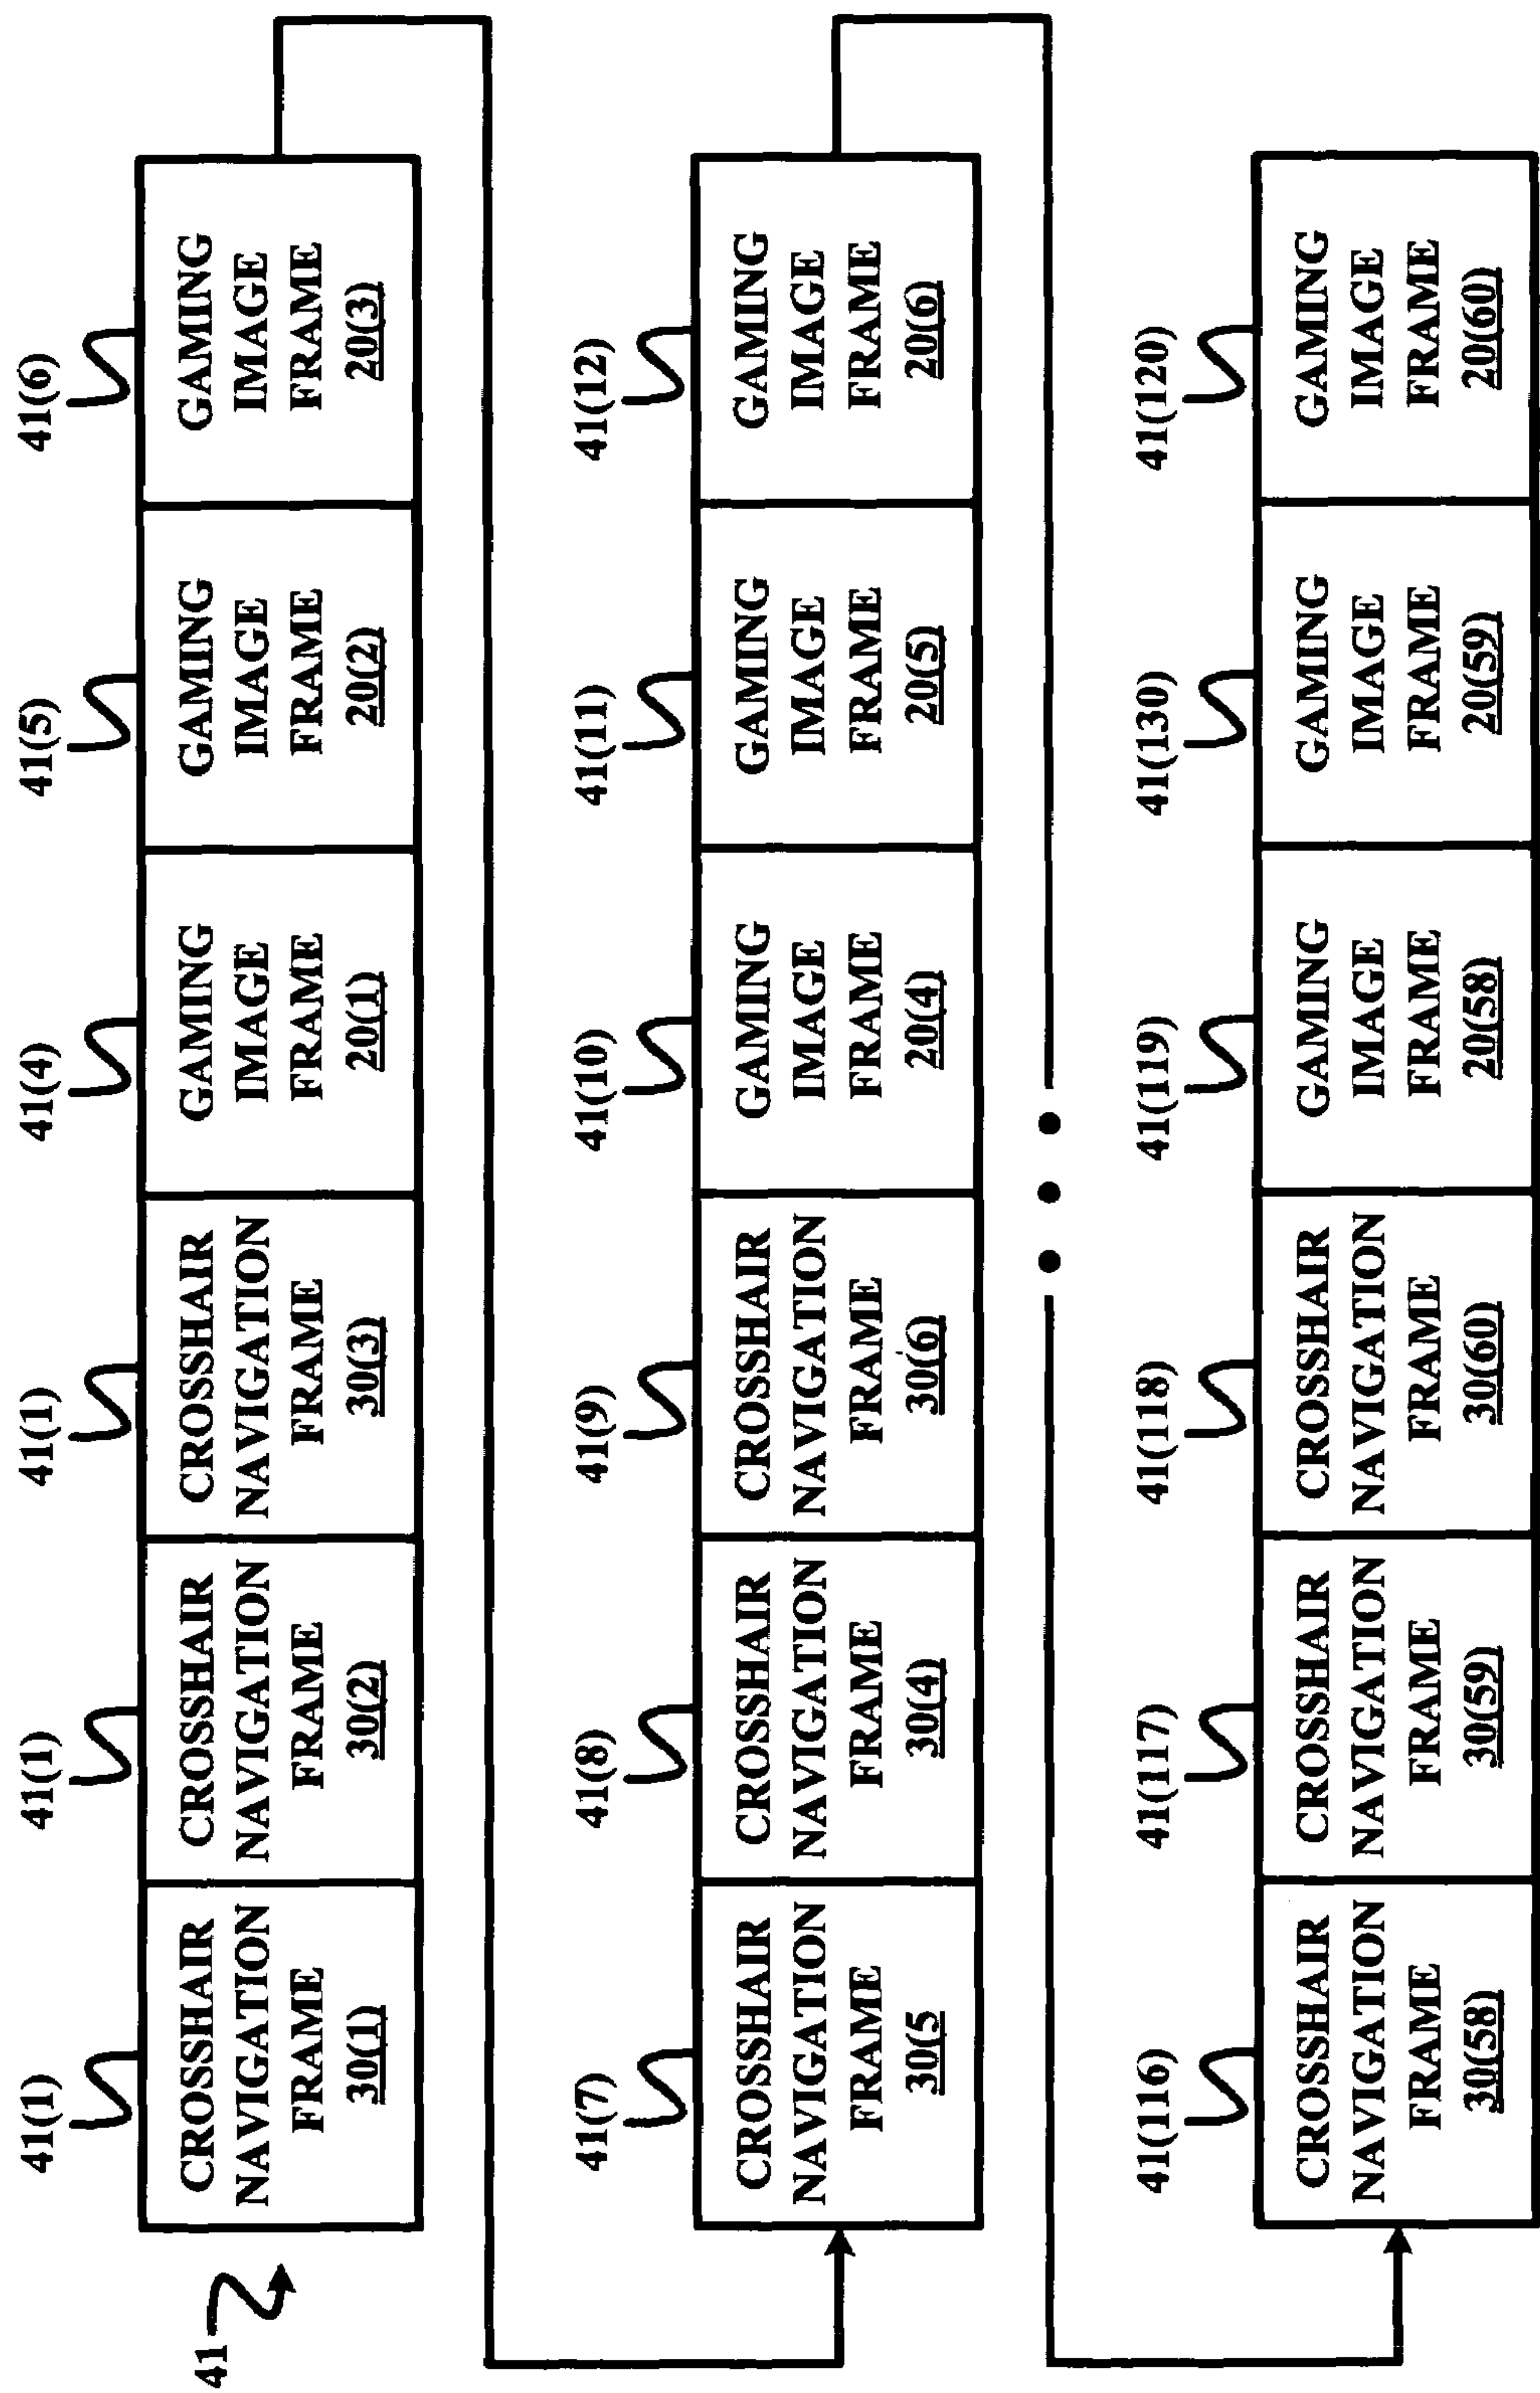 41
41(1)
CROSSHAIR
NAVIGATION
FRAME
30(1)
41(1)
CROSSHAIR
NAVIGATION
FRAME
30(2)
41(1)
CROSSHAIR
NAVIGATION
FRAME
30(3)
41(4)
GAMING
IMAGE
FRAME
20(1)
41(5)
GAMING
IMAGE
FRAME
20(2)
41(6)
GAMING
IMAGE
FRAME
20(3)
41(7)
CROSSHAIR
NAVIGATION
FRAME
30(5
41(8)
CROSSHAIR
NAVIGATION
FRAME
30(4)
41(9)
CROSSHAIR
NAVIGATION
FRAME
30(6)
41(10)
GAMING
IMAGE
FRAME
20(4)
41(11)
GAMING
IMAGE
FRAME
20(5)
41(12)
GAMING
IMAGE
FRAME
20(6)
41(116)
CROSSHAIR
NAVIGATION
FRAME
30(58)
41(117)
CROSSHAIR
NAVIGATION
FRAME
30(59)
41(118)
CROSSHAIR
NAVIGATION
FRAME
30(60)
41(119)
GAMING
IMAGE
FRAME
20(58)
41(130)
GAMING
IMAGE
FRAME
20(59)
41(120)
GAMING
IMAGE
FRAME
20(60)